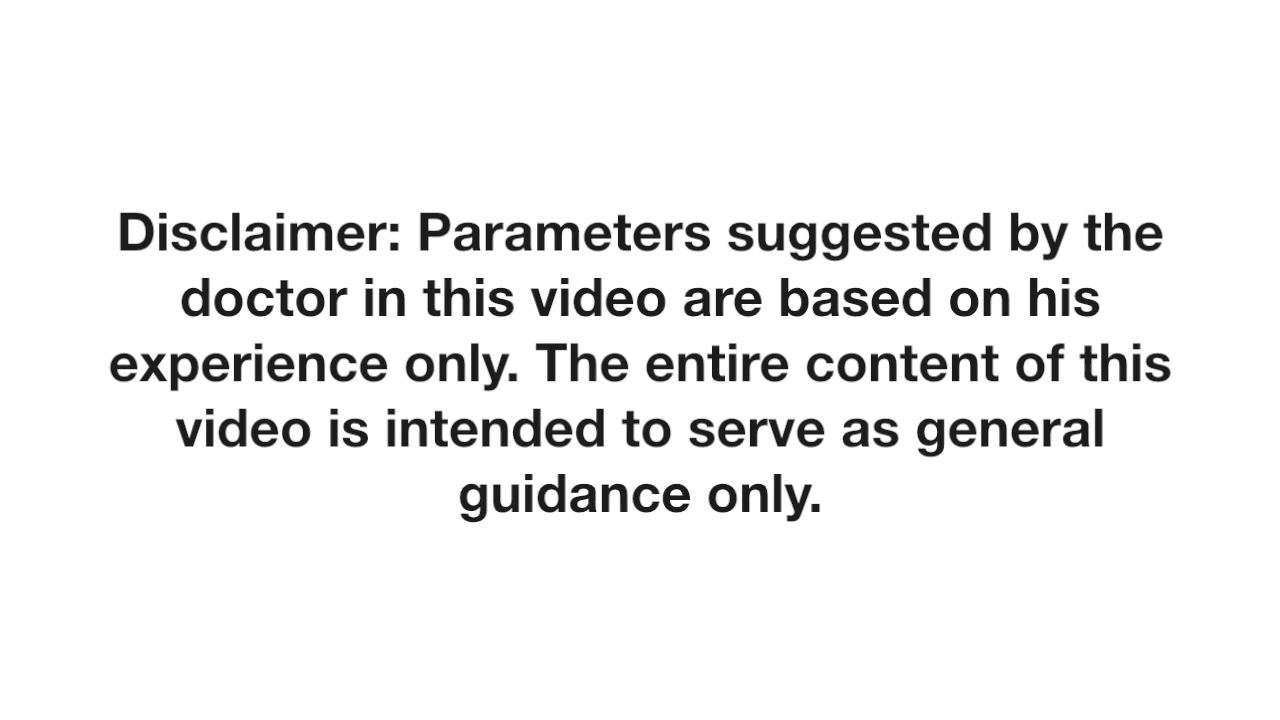 Disclaimer: Parameters suggested by the
doctor in this video are based on his
experience only. The entire content of this
video is intended to serve as general
guidance only.